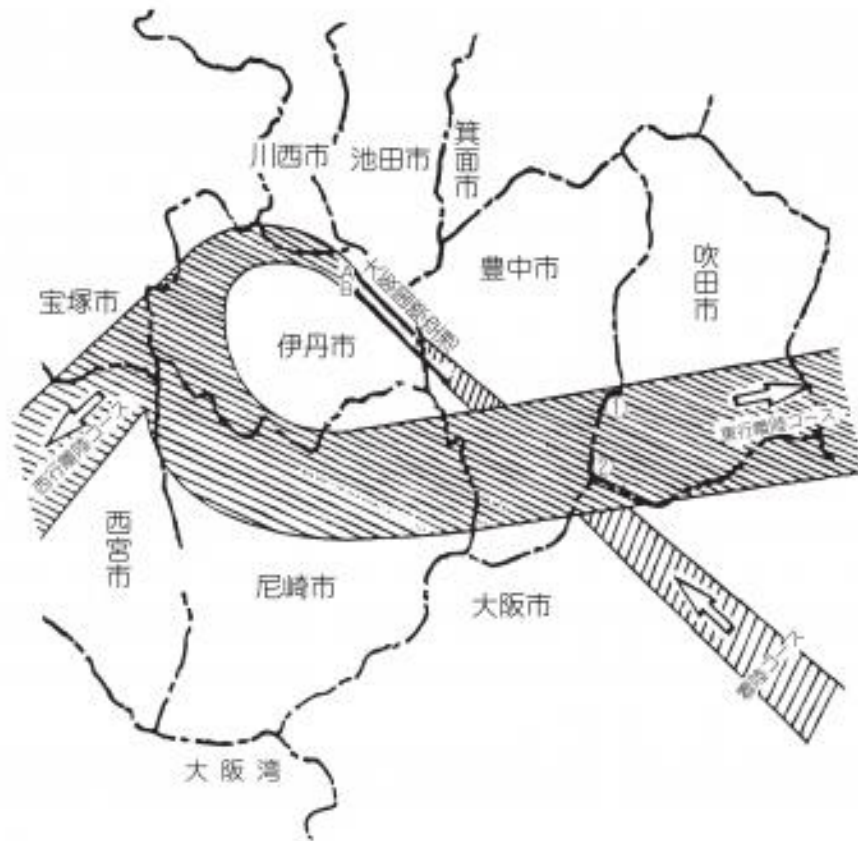 川西市
池田市
箕面市
豊中市
吹田市
宝塚市
大阪国際空港
A
B
伊丹市
西行離陸コース
1
東行離陸コース
2
西宮市
尼崎市
大阪市
着陸コース
大阪湾